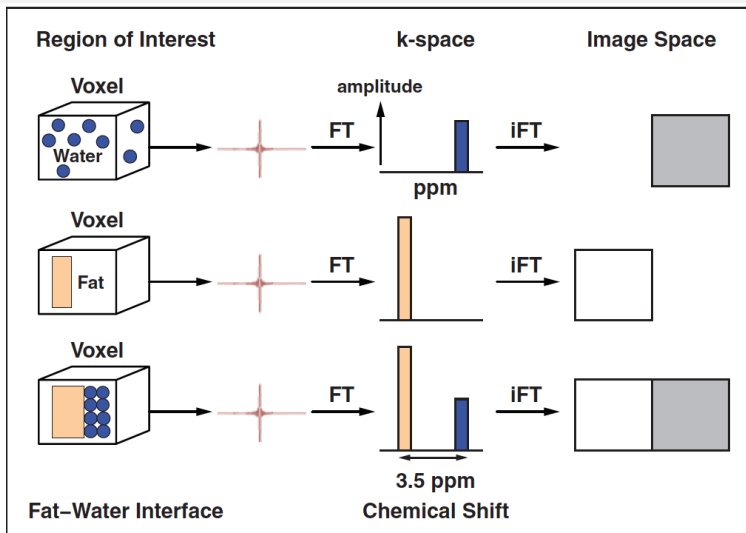 Region of Interest
k-space
Image Space
Voxel
amplitude
Water
FT
iFT
ppm
Voxel
Fat
FT
iFT
Voxel
FT
iFT
3.5 ppm
Fat–Water Interface
Chemical Shift